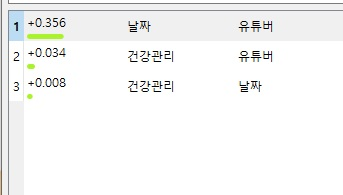 1 +0.356 날짜 유튜버
2 +0.034 건강관리 유튜버
3 +0.008 건강관리 날짜